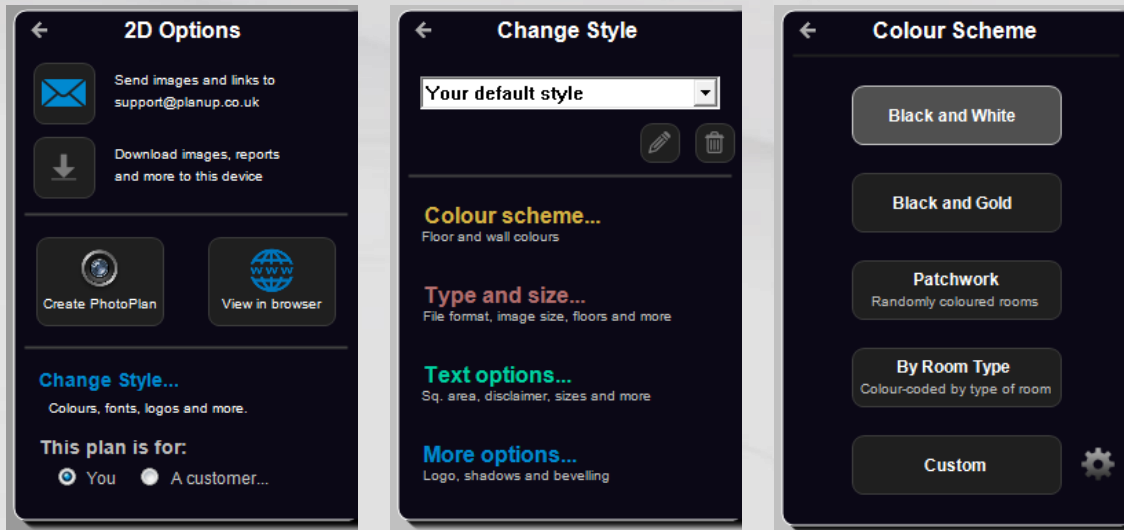 2D Options
Send images and links to
support@planup.co.uk
Download images, reports
and more to this device
Create PhotoPlan
WWW
View in browser
Change Style...
Colours, fonts, logos and more.
This plan is for:
You
A customer...
Change Style
Your default style
Colour scheme...
Floor and wall colours
Type and size...
File format, image size, floors and more
Text options...
Sq. area, disclaimer, sizes and more
More options...
Logo, shadows and bevelling
Colour Scheme
Black and White
Black and Gold
Patchwork
Randomly coloured rooms
By Room Type
Colour-coded by type of room
Custom